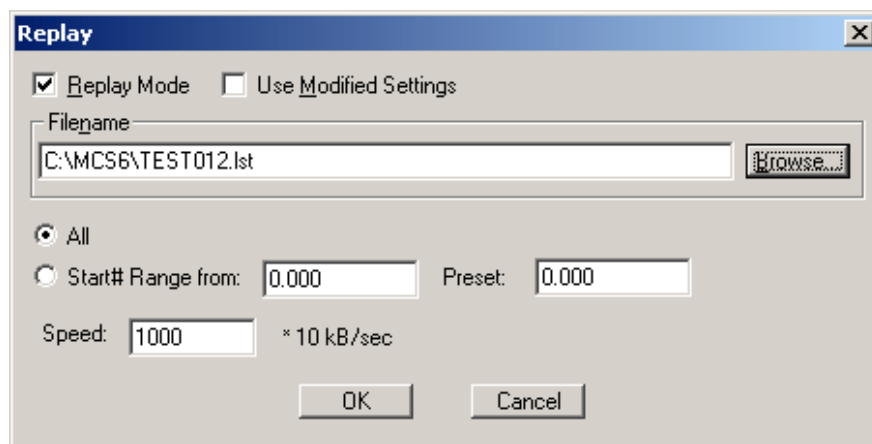 Replay
Replay Mode Use Modified Settings
Filename
C:\MCS6\TEST012.lst Browse...
All
Start# Range from: 0.000 Preset: 0.000
Speed: 1000 * 10 kB/sec
OK Cancel